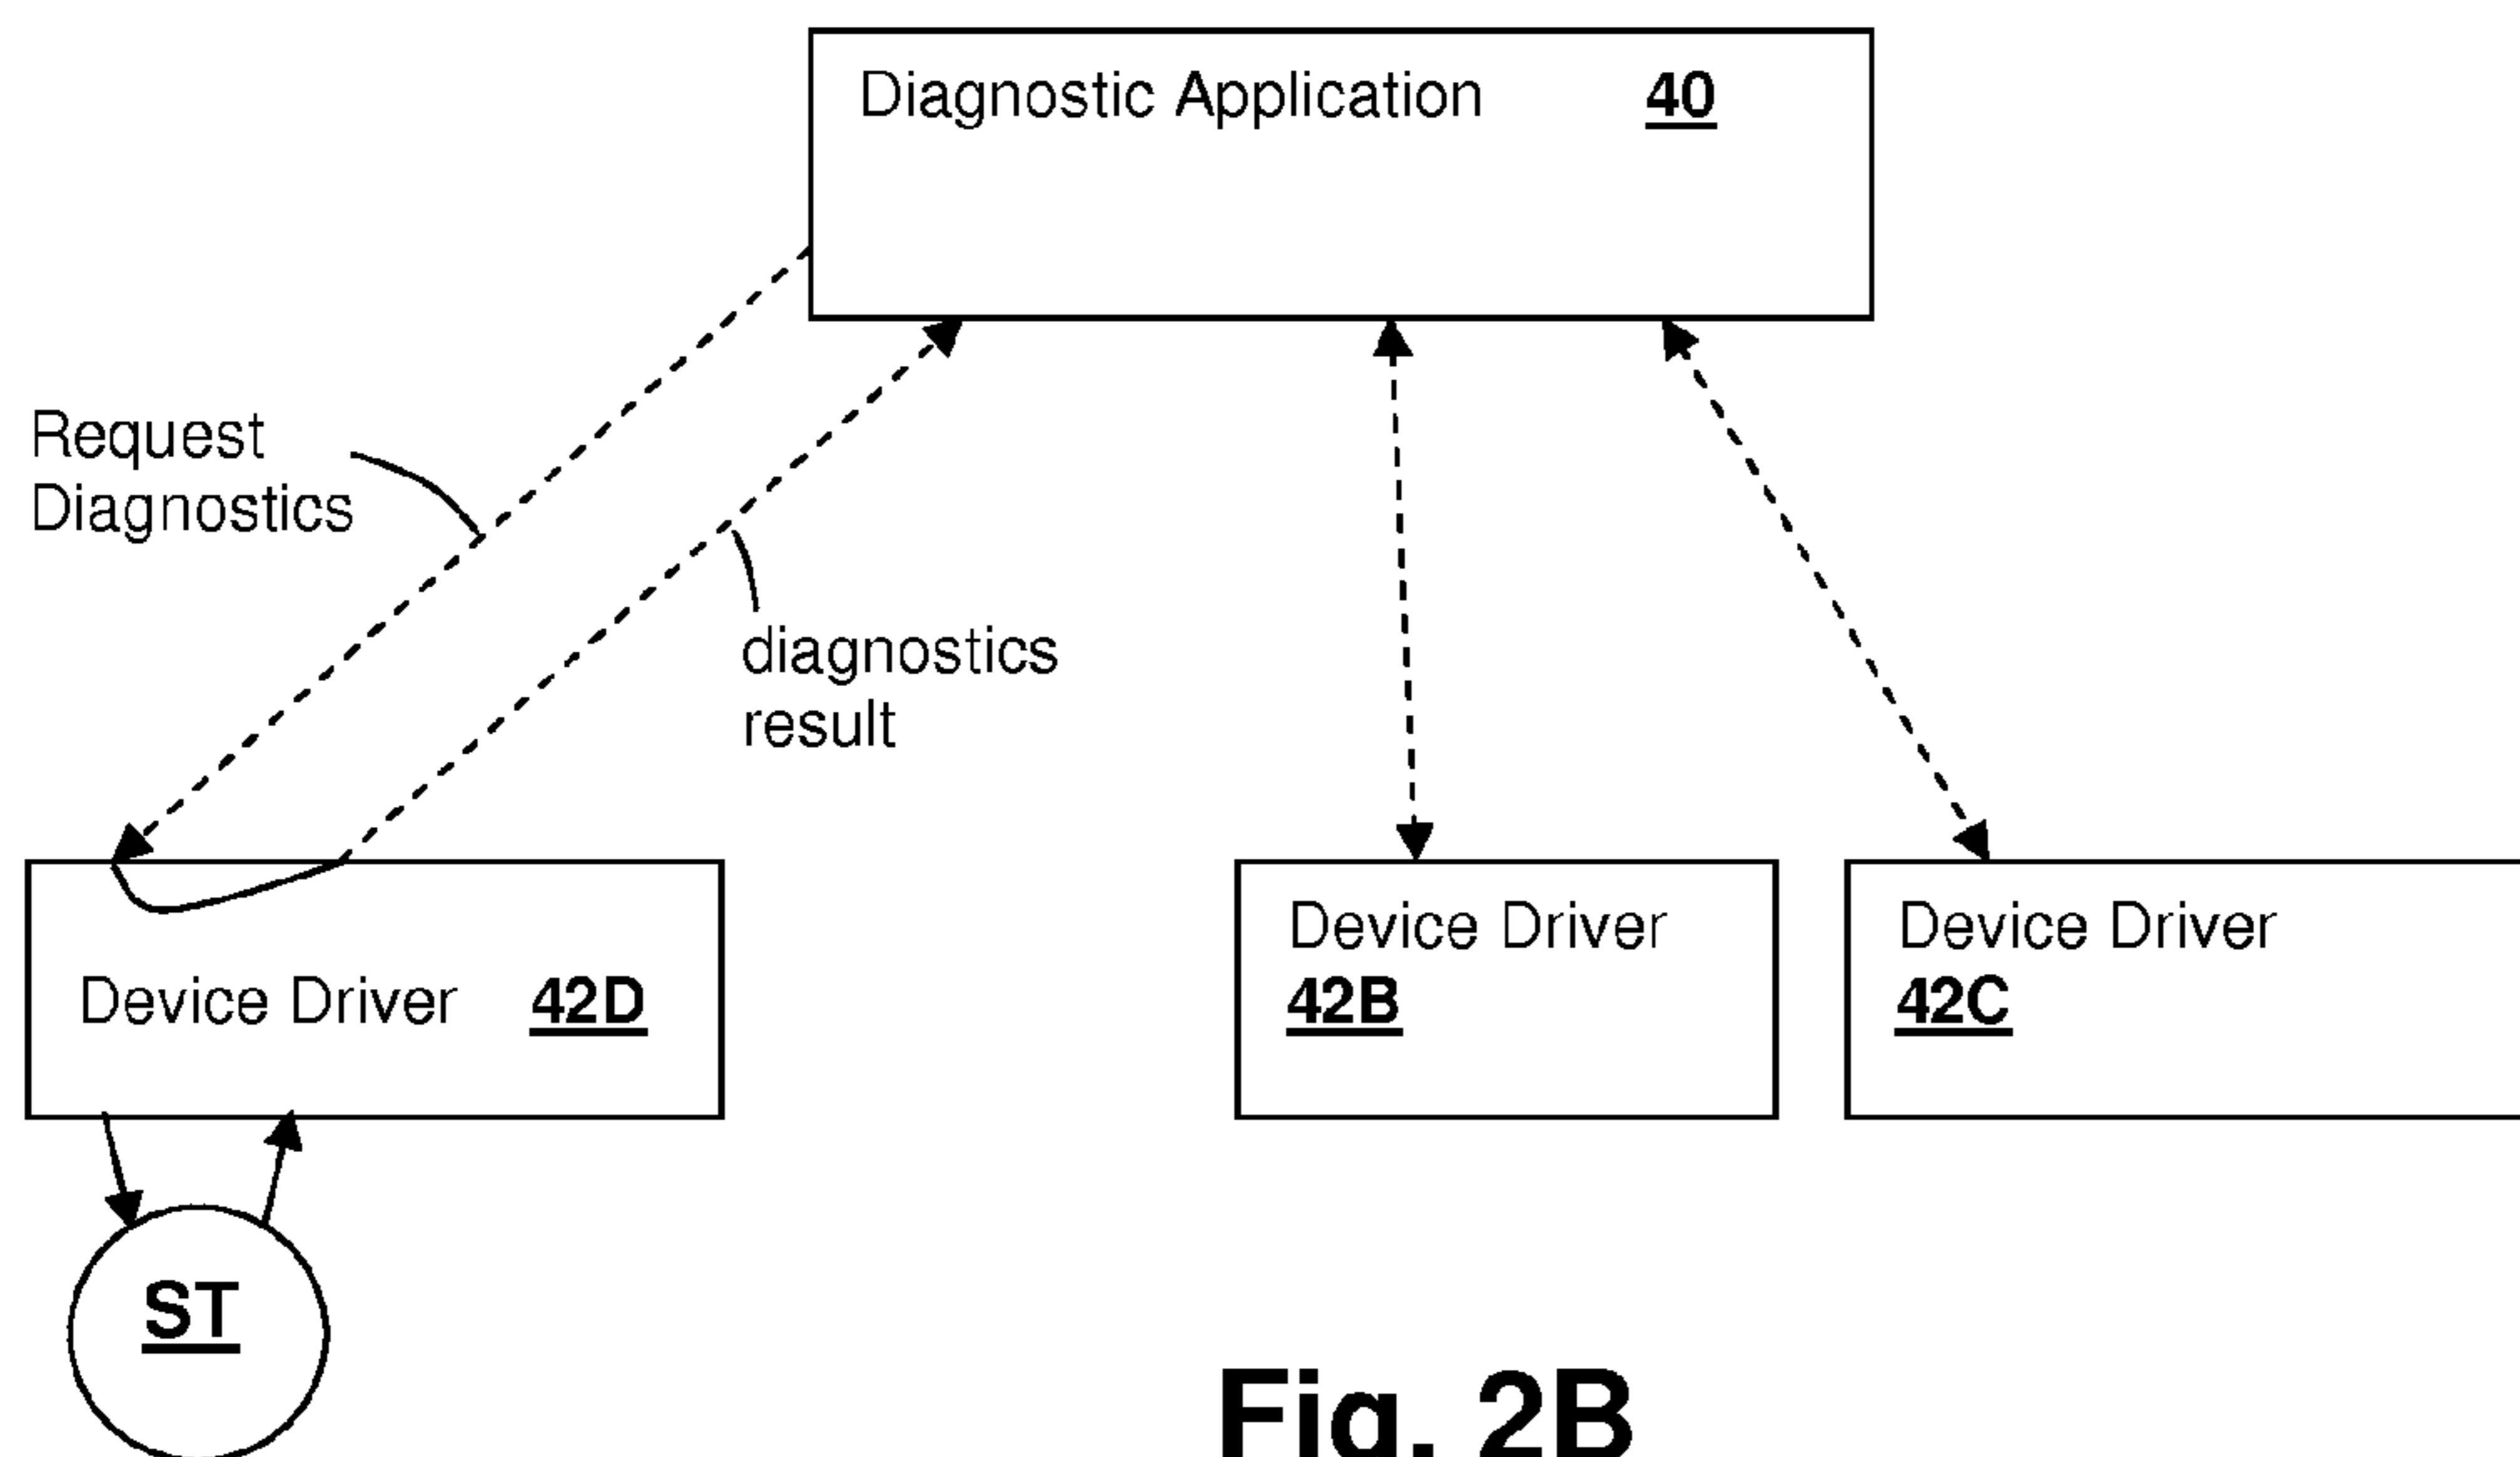 Diagnostic Application 40
Request
Diagnostics
diagnostics
result
Device Driver 42D
Device Driver
42B
Device Driver
42C
ST
Fig. 2B